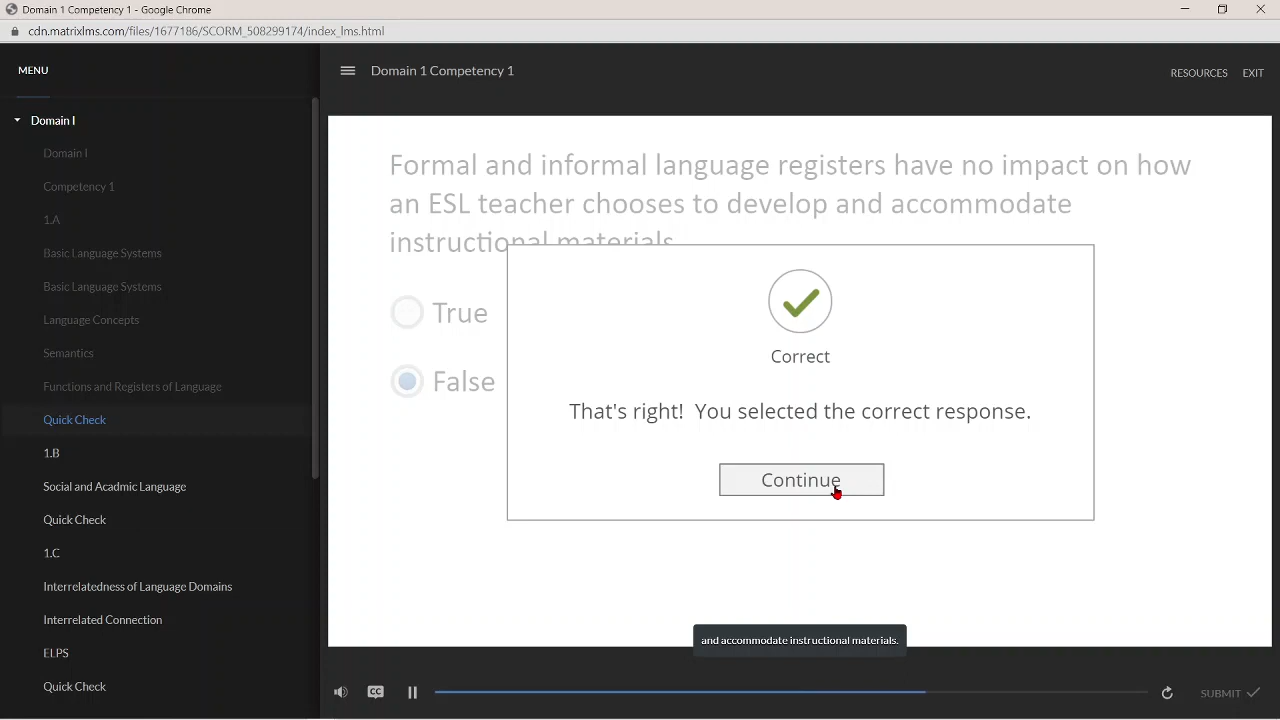 Domain 1 Competency 1 - Google Chrome
cdn.matrixlms.com/files/1677186/SCORM_508299174/index_lms.html
MENU
Domain I
Domain I
Competency 1
1.A
Basic Language Systems
Basic Language Systems
Language Concepts
Semantics
Functions and Registers of Language
Quick Check
1.B
Social and Acadmic Language
Quick Check
1.C
Interrelatedness of Language Domains
Interrelated Connection
ELPS
Quick Check
Domain 1 Competency 1
RESOURCES EXIT
Formal and informal language registers have no impact on how
an ESL teacher chooses to develop and accommodate
instructional materials.
True
False
Correct
That's right! You selected the correct response.
Continue
and accommodate instructional materials.
CC
SUBMIT